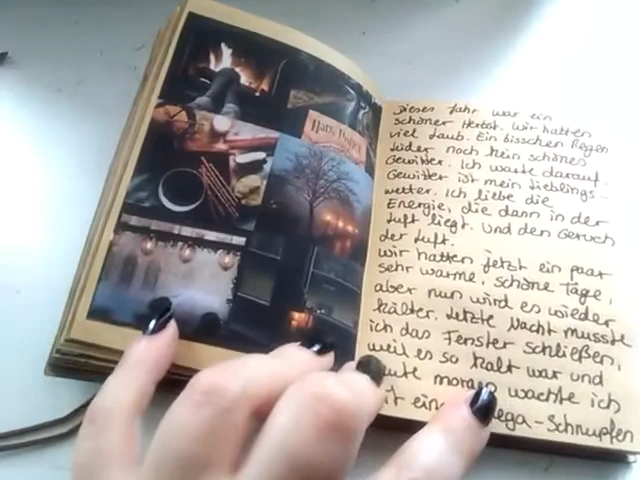 Harry Potter
Dieses Jahr war ein
schöner Herbst. Wir hatten
viel Laub. Ein bisschen Regen
leider noch kein schönes
Gewitter. Ich warte darauf.
Gewitter ist mein Lieblings-
wetter. Ich liebe die
Energie, die dann in der
Luft liegt. Und den Geruch
der Luft.
wir hatten jetzt ein paar
sehr warme, schöne Tage,
aber nun wird es wieder
kälter. Letzte Nacht musste
ich das Fenster schließen,
weil es so kalt war und
wachte ich
-Schnupfen